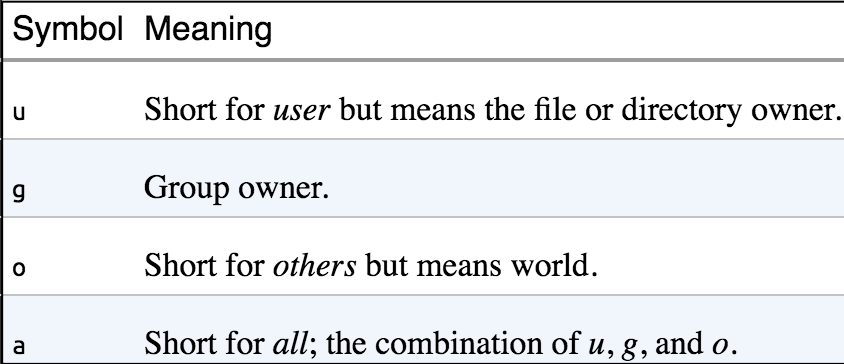 Symbol Meaning
u Short for user but means the file or directory owner.
g Group owner.
o Short for others but means world.
a Short for all; the combination of u, g, and o.